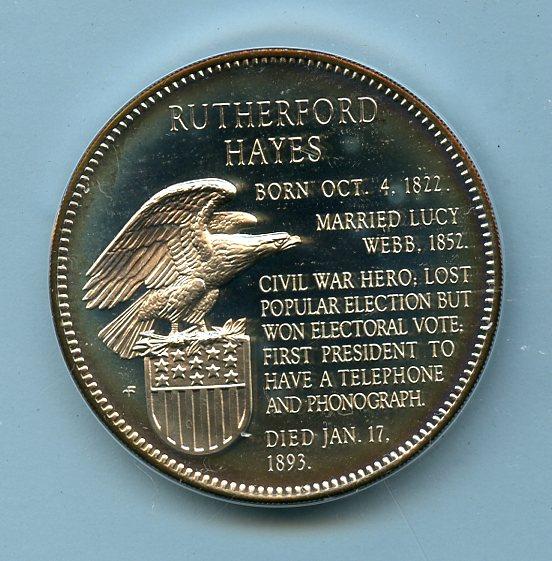 RUTHERFORD
HAYES
BORN OCT. 4, 1822.
MARRIED LUCY
WEBB, 1852.
CIVIL WAR HERO; LOST
POPULAR ELECTION BUT
WON ELECTORAL VOTE;
FIRST PRESIDENT TO
HAVE A TELEPHONE
AND PHONOGRAPH.
DIED JAN. 17,
1893.